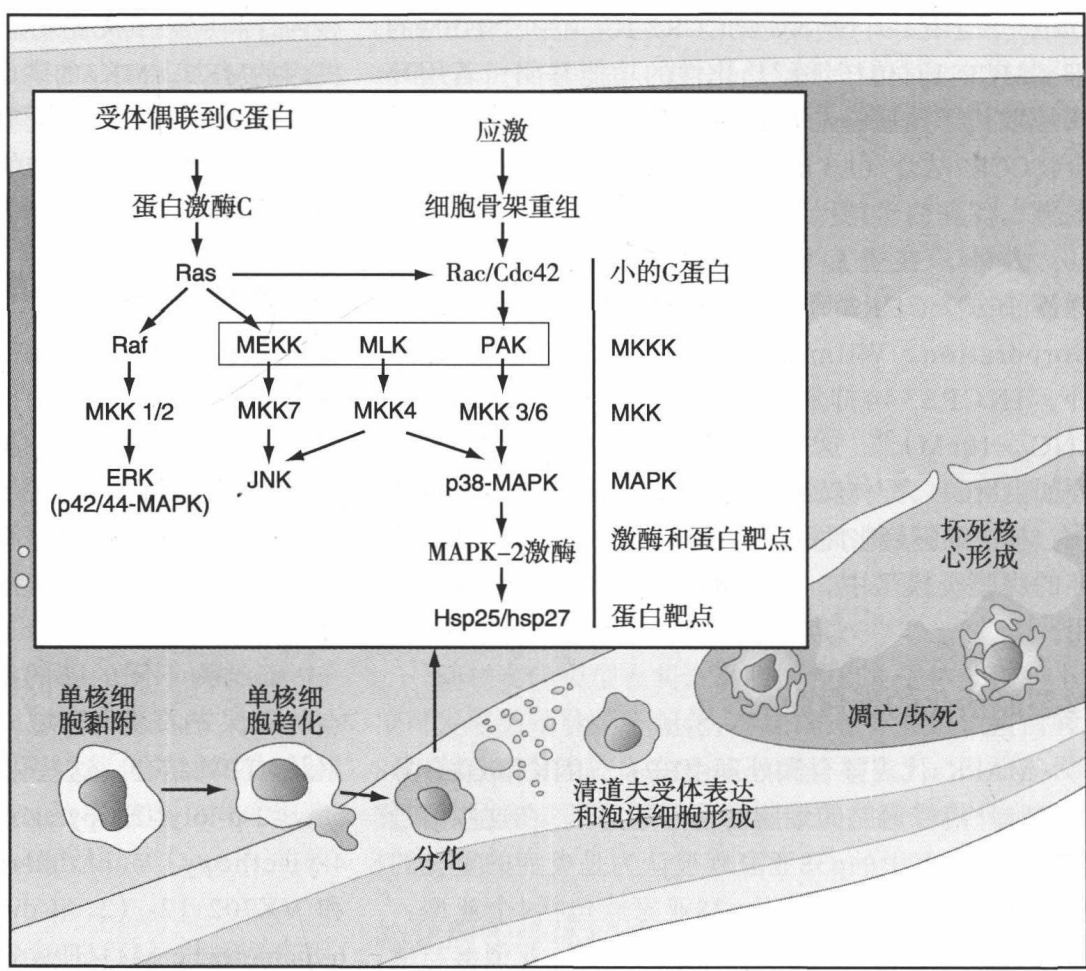 受体偶联到G蛋白
应激
蛋白激酶C
细胞骨架重组
Ras
Rac/Cdc42
小的G蛋白
Raf
MEKK
MLK
PAK
MKKK
MKK 1/2
MKK7
MKK4
MKK 3/6
MKK
ERK
(p42/44-MAPK)
JNK
p38-MAPK
MAPK
MAPK-2激酶
激酶和蛋白靶点
Hsp25/hsp27
蛋白靶点
坏死核
心形成
单核细
胞黏附
单核细
胞趋化
凋亡/坏死
清道夫受体表达
和泡沫细胞形成
分化